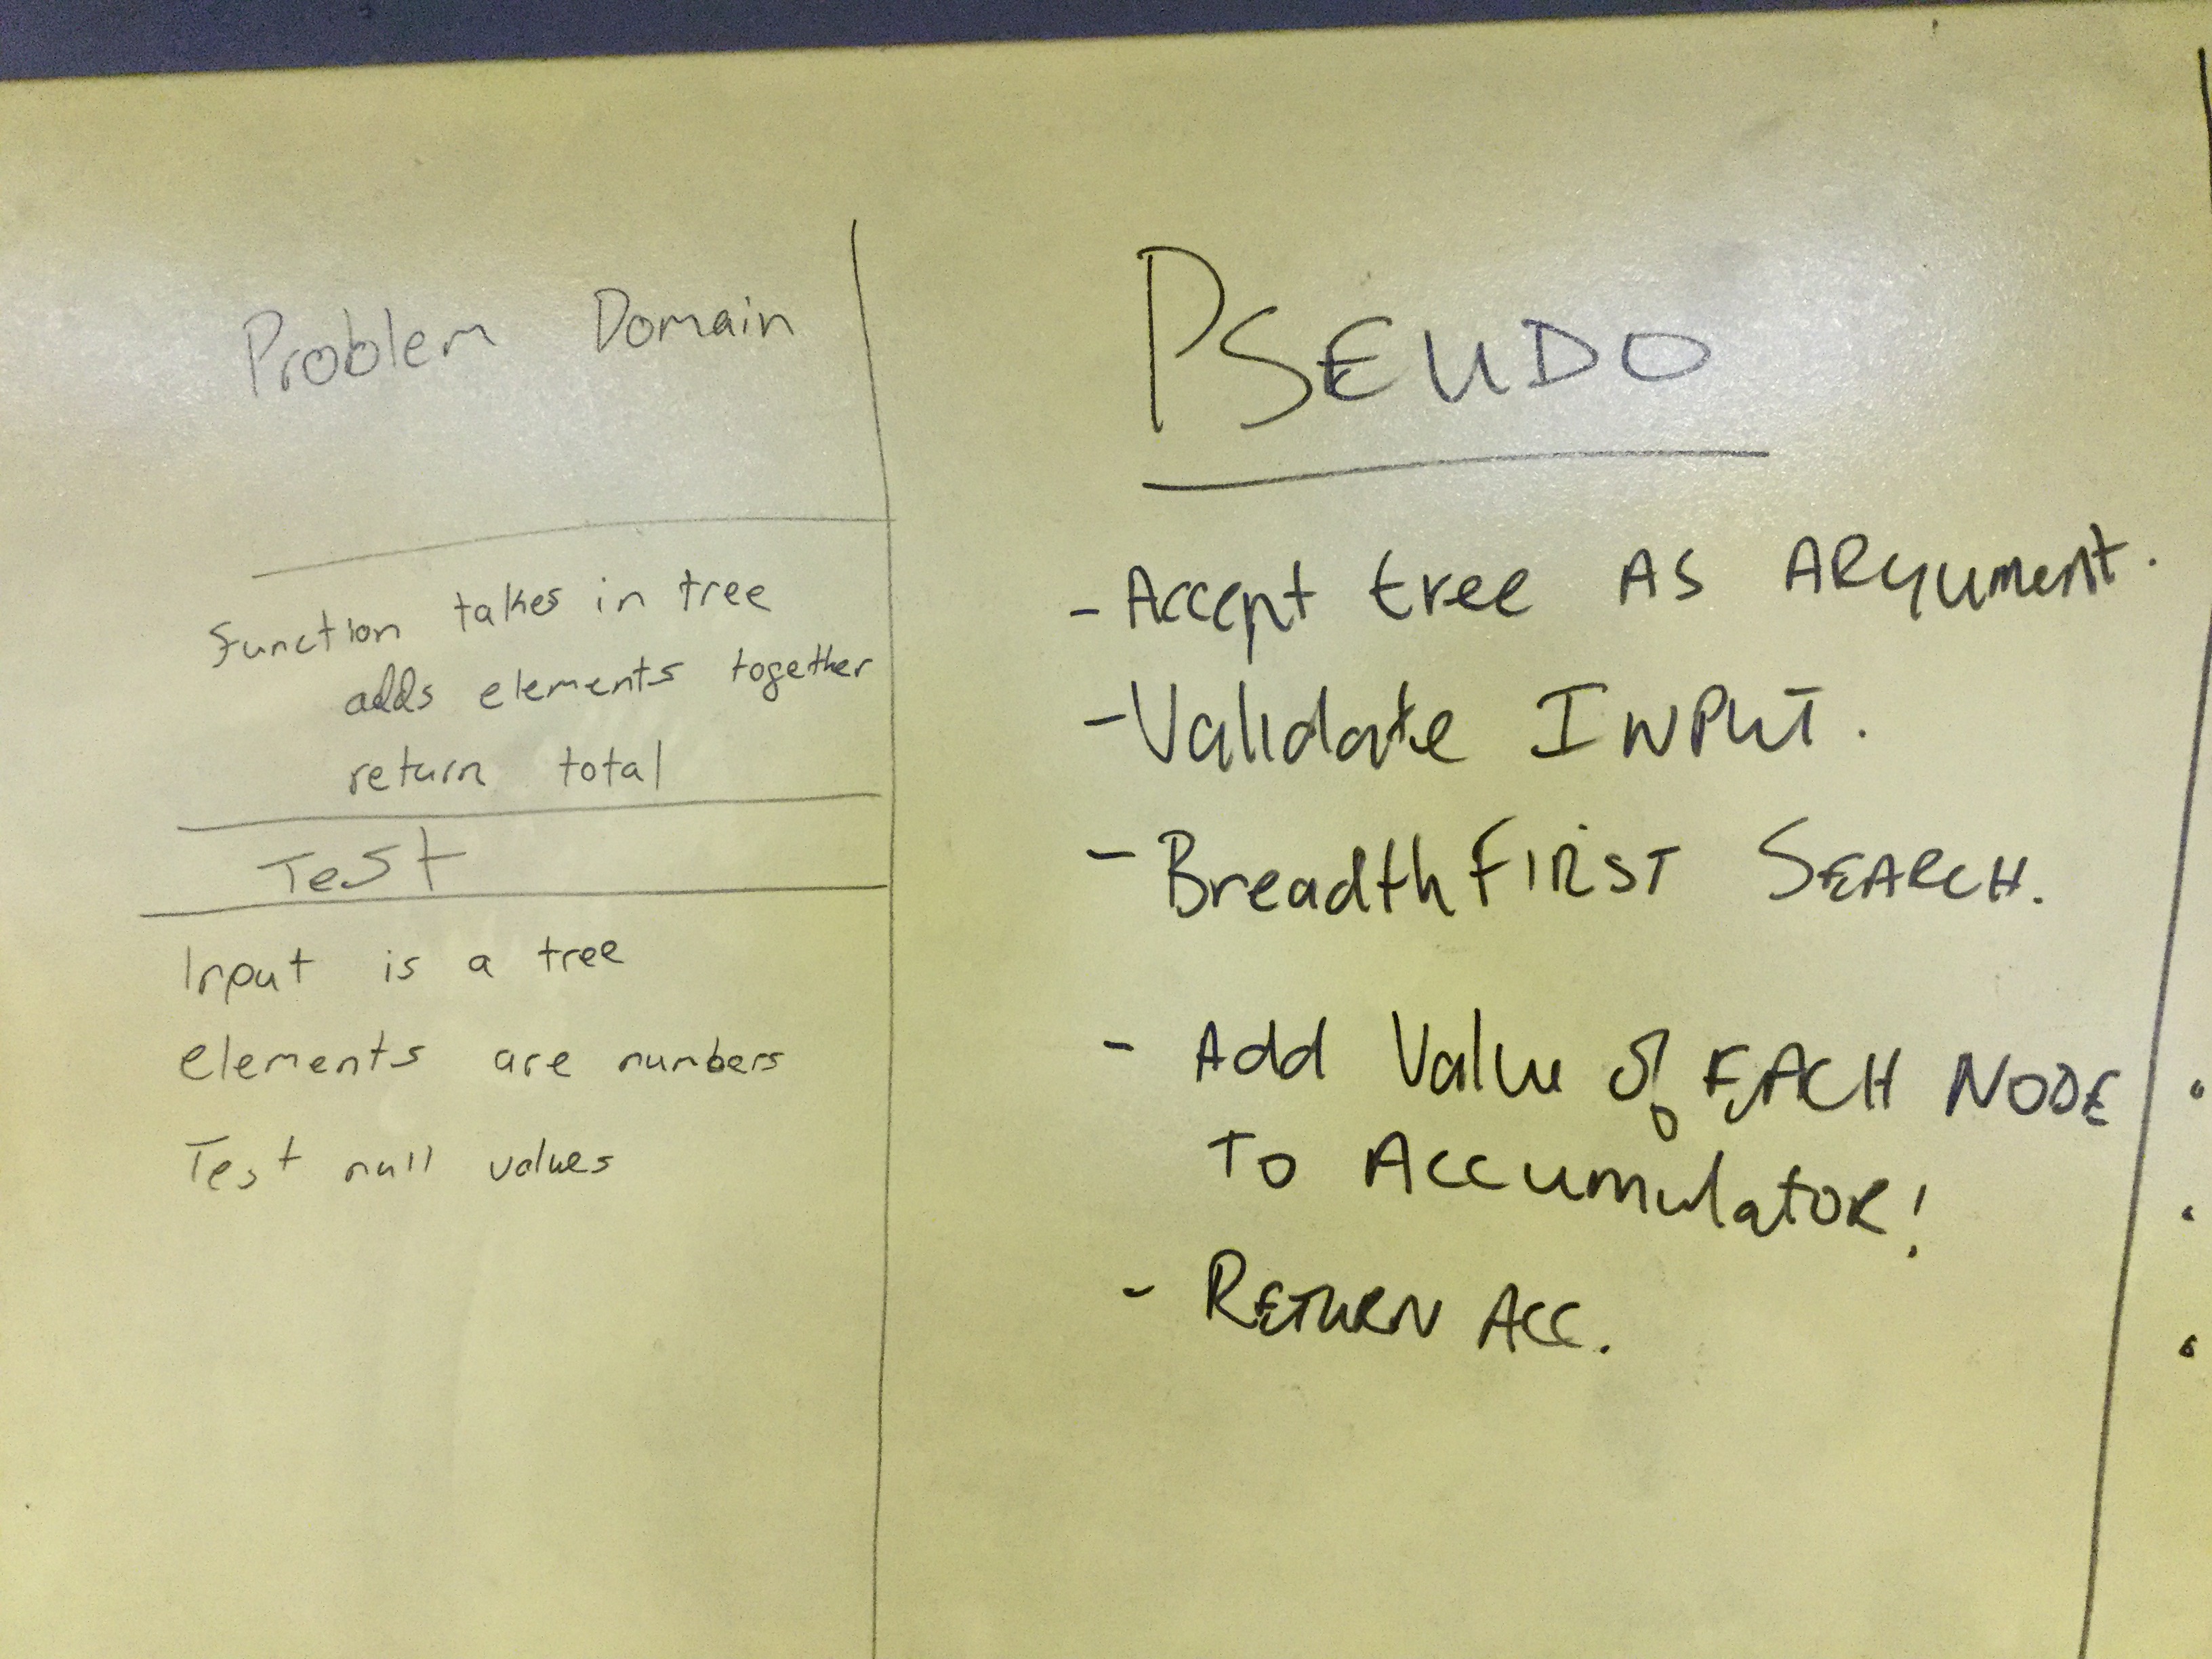 Problem Domain
function takes in tree
adds elements together
return total
Test
Input is a tree
elements are numbers
Test null values
PSEUDO
- Accept tree AS ARgument.
- Validate INPUT.
- Breadth FIRST SEARCH.
- Add Value of EACH NODE
To Accumulator!
- RETURN Acc.